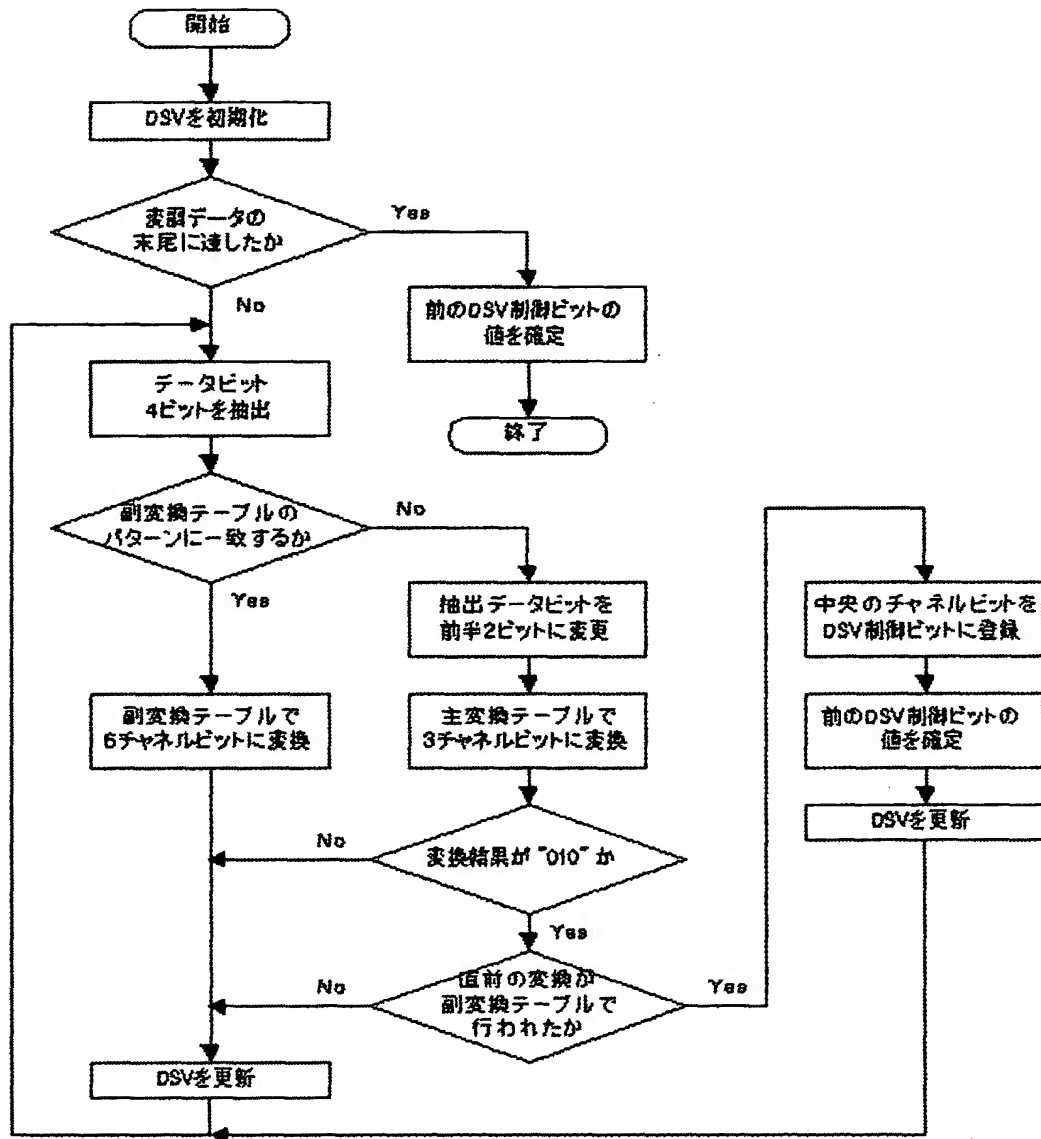 開始
DSVを初期化
変調データの
末尾に達したか
Yes
No
前のDSV制御ビットの
値を確定
終了
データビット
4ビットを抽出
副変換テーブルの
パターンに一致するか
No
Yes
抽出データビットを
前半2ビットに変更
中央のチャネルビットを
DSV制御ビットに登録
副変換テーブルで
6チャネルビットに変換
主変換テーブルで
3チャネルビットに変換
前のDSV制御ビットの
値を確定
DSVを更新
変換結果が"010"か
No
Yes
直前の変換が
副変換テーブルで
行われたか
No
Yes
DSVを更新